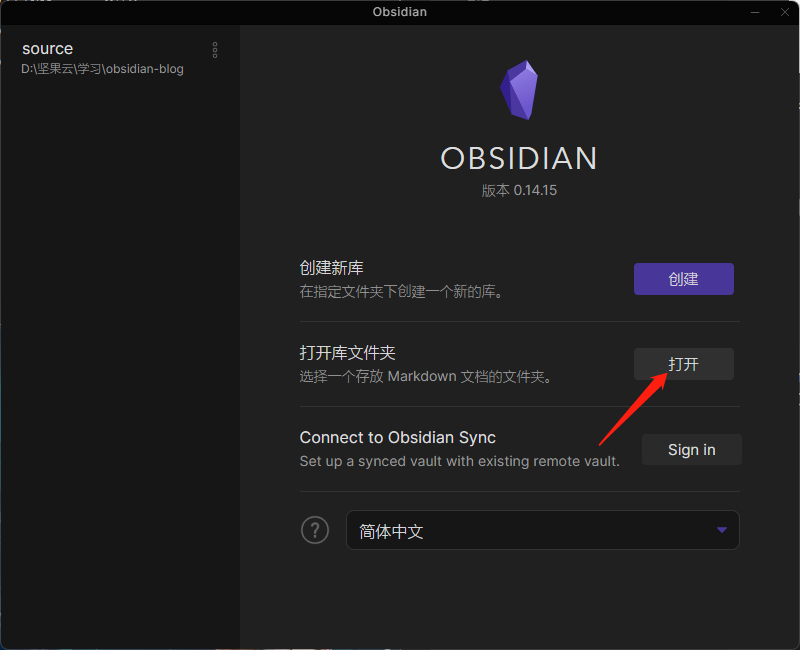 Obsidian
source
D:\坚果云\学习\obsidian-blog
OBSIDIAN
版本 0.14.15
创建新库
在指定文件夹下创建一个新的库。
创建
打开库文件夹
选择一个存放 Markdown 文档的文件夹。
打开
Connect to Obsidian Sync
Set up a synced vault with existing remote vault.
Sign in
?
简体中文